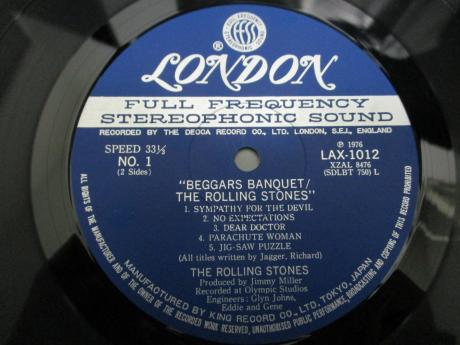 FULL FREQUENCY
STEREOPHONIC SOUND
ffss
® LONDON
FULL FREQUENCY
STEREOPHONIC SOUND
RECORDED BY THE DECCA RECORD CO., LTD. LONDON, S.E.I., ENGLAND
SPEED 33⅓
NO. 1
(2 Sides)
Ⓟ 1976
LAX-1012
XZAL 8476
(SDLBT 750) L
"BEGGARS BANQUET/
THE ROLLING STONES"
1. SYMPATHY FOR THE DEVIL
2. NO EXPECTATIONS
3. DEAR DOCTOR
4. PARACHUTE WOMAN
5. JIG-SAW PUZZLE
(All titles written by Jagger, Richard)
THE ROLLING STONES
Produced by Jimmy Miller
Recorded at Olympic Studios
Engineers : Glyn Johns,
Eddie and Gene
MANUFACTURED BY KING RECORD CO., LTD. TOKYO, JAPAN
ALL RIGHTS OF THE MANUFACTURER AND OF THE OWNER OF THE RECORDED WORK RESERVED, UNAUTHORISED PUBLIC PERFORMANCE, BROADCASTING AND COPYING OF THIS RECORD PROHIBITED